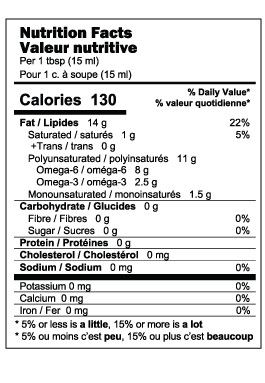 Nutrition Facts
Valeur nutritive
Per 1 tbsp (15 ml)
Pour 1 c. à soupe (15 ml)
% Daily Value*
Calories 130 % valeur quotidienne*
Fat / Lipides 14 g 22%
Saturated / saturés 1 g 5%
+Trans / trans 0 g
Polyunsaturated / polyinsaturés 11 g
Omega-6 / oméga-6 8 g
Omega-3 / oméga-3 2.5 g
Monounsaturated / monoinsaturés 1.5 g
Carbohydrate / Glucides 0 g
Fibre / Fibres 0 g 0%
Sugar / Sucres 0 g 0%
Protein / Protéines 0 g
Cholesterol / Cholestérol 0 mg
Sodium / Sodium 0 mg 0%
Potassium 0 mg 0%
Calcium 0 mg 0%
Iron / Fer 0 mg 0%
* 5% or less is a little, 15% or more is a lot
* 5% ou moins c'est peu, 15% ou plus c'est beaucoup